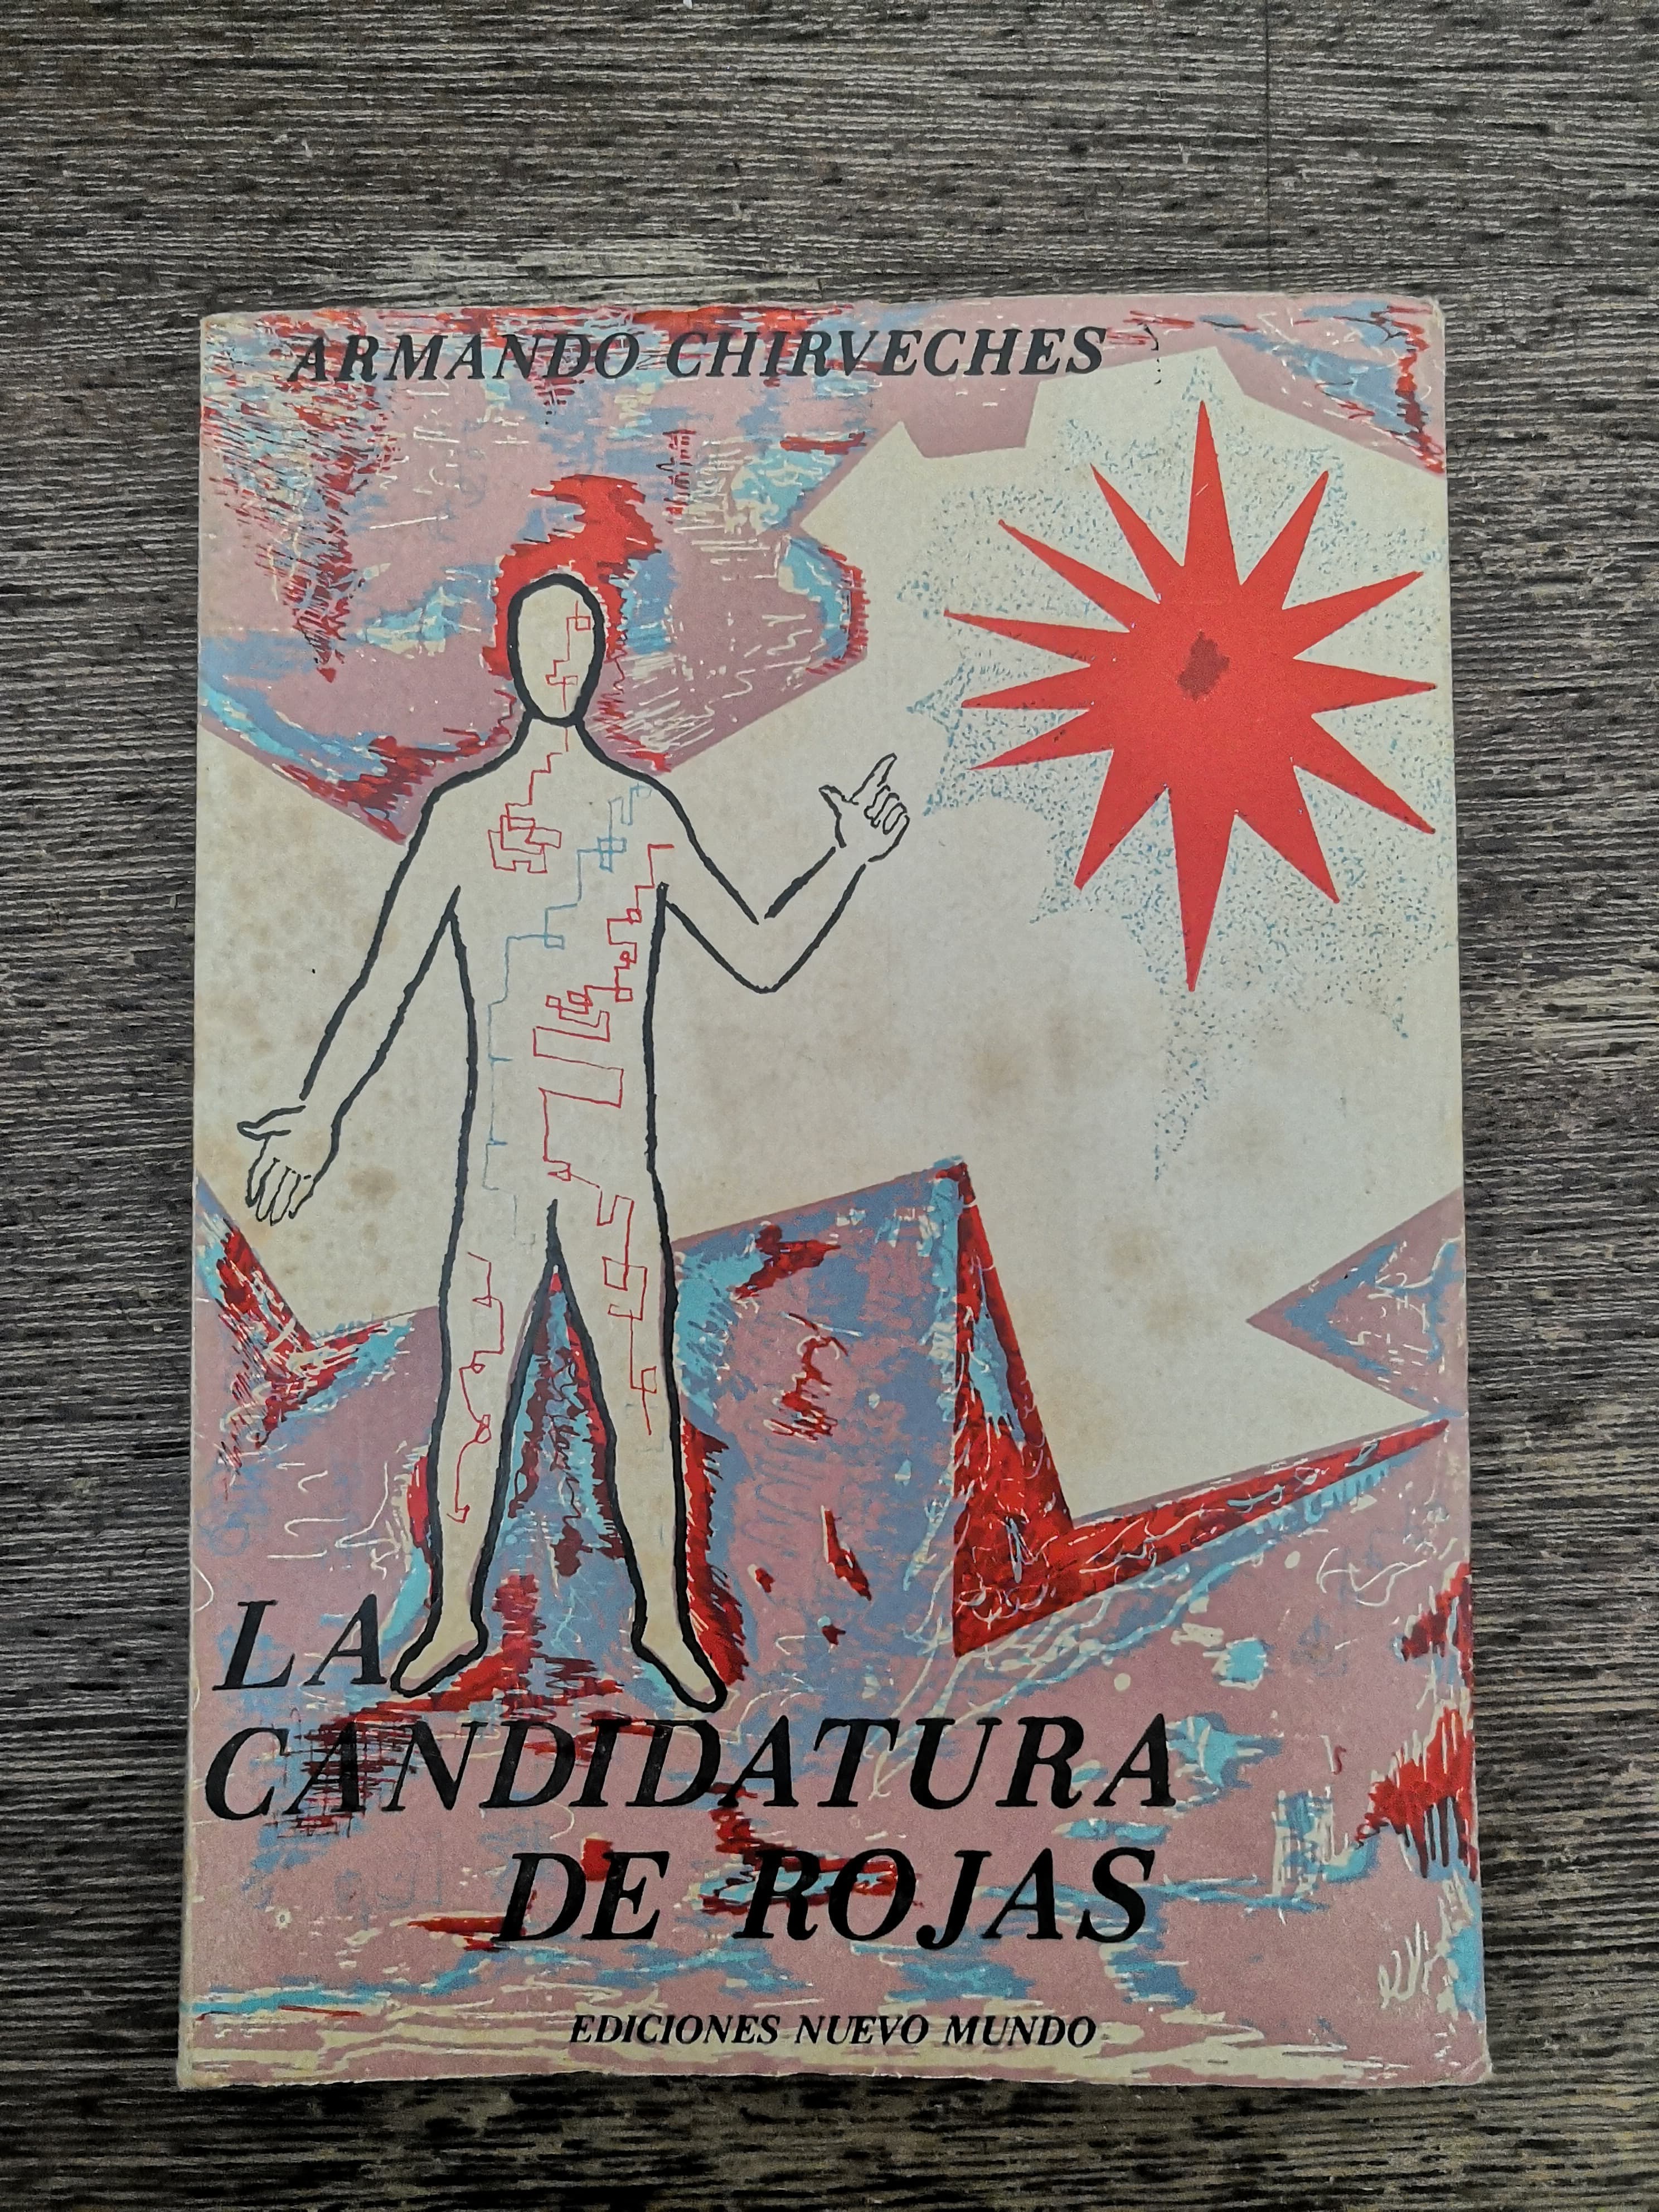 ARMANDO CHIRVECHES
LA
CANDIDATURA
DE ROJAS
EDICIONES NUEVO MUNDO